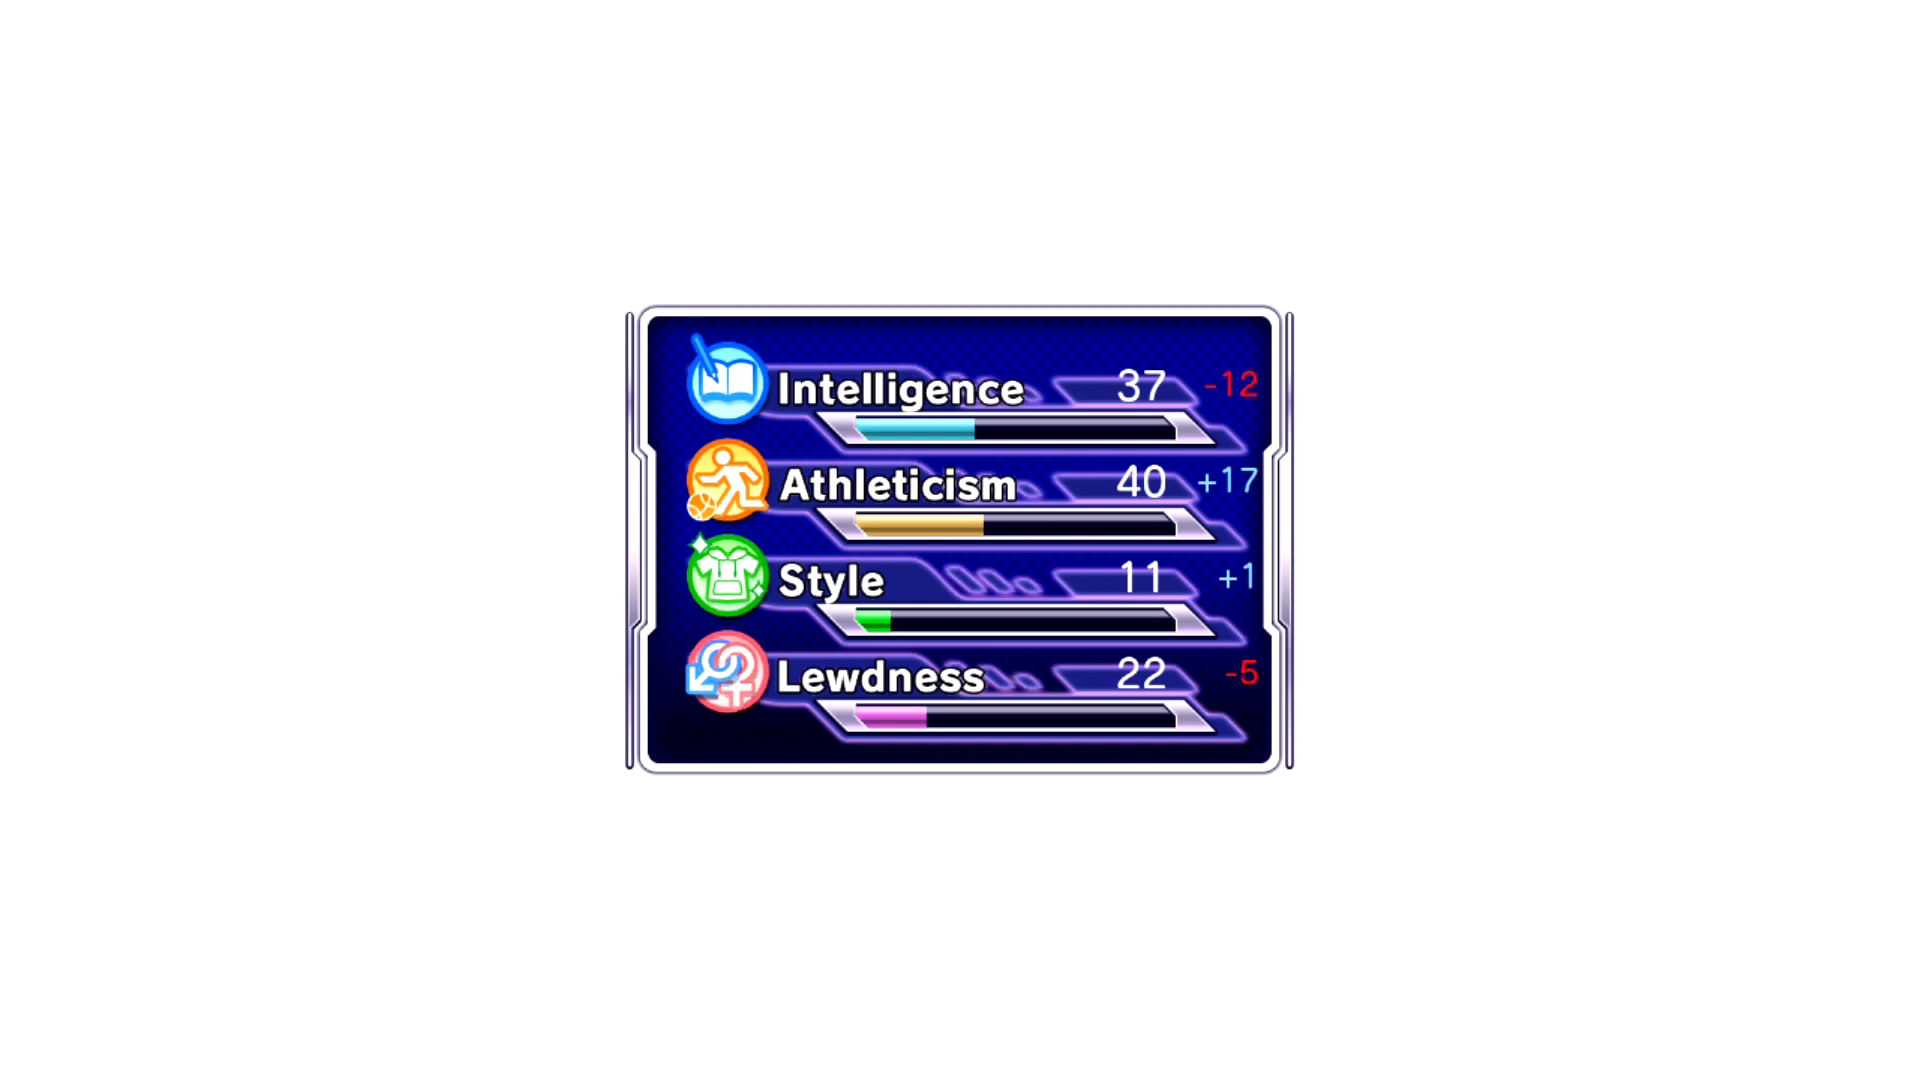 Intelligence 37 -12
Athleticism 40 +17
Style 11 +1
Lewdness 22 -5